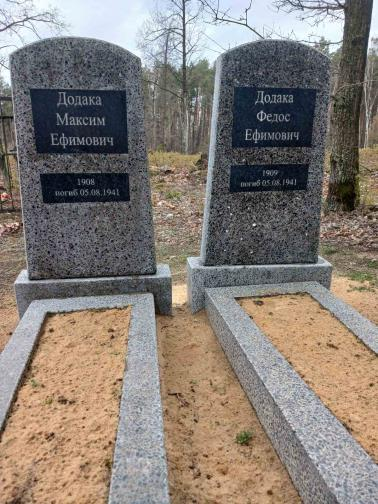 Додака
Максим
Ефимович
1908
погиб 05.08.1941
Додака
Федос
Ефимович
1909
погиб 05.08.1941